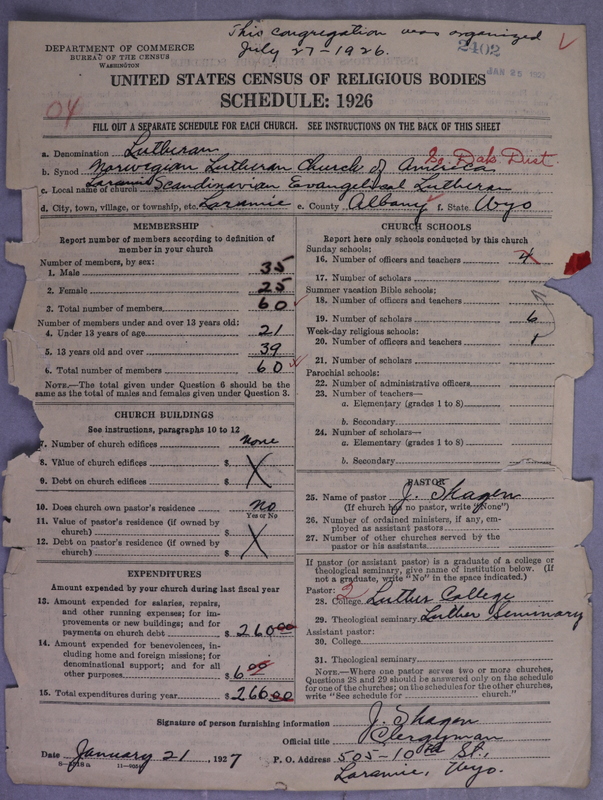 This congregation was organized
July 27-1926.
2402
JAN 25
DEPARTMENT OF COMMERCE
BUREAU OF THE CENSUS
WASHINGTON
UNITED STATES CENSUS OF RELIGIOUS BODIES
SCHEDULE: 1926
04
FILL OUT A SEPARATE SCHEDULE FOR EACH CHURCH. SEE INSTRUCTIONS ON THE BACK OF THIS SHEET
a. Denomination Lutheran
So. Dak Dist
b. Synod Norwegian Lutheran Church of America
c. Local name of church Laramie Scandinavian Evangelical Lutheran
d. City, town, village, or township, etc. Laramie e. County Albany f. State Wyo
MEMBERSHIP
Report number of members according to definition of
member in your church
Number of members, by sex:
1. Male 35
2. Female 25
3. Total number of members 60
Number of members under and over 13 years old:
4. Under 13 years of age 21
5. 13 years old and over 39
6. Total number of members 60
NOTE.—The total given under Question 6 should be the
same as the total of males and females given under Question 3.
CHURCH BUILDINGS
See instructions, paragraphs 10 to 12
7. Number of church edifices none
8. Value of church edifices $
9. Debt on church edifices $
X
10. Does church own pastor's residence no
Yes or No
11. Value of pastor's residence (if owned by
church) $
12. Debt on pastor's residence (if owned by
church) $
X
EXPENDITURES
Amount expended by your church during last fiscal year
13. Amount expended for salaries, repairs,
and other running expenses; for im-
provements or new buildings; and for
payments on church debt $ 260 00
14. Amount expended for benevolences, in-
cluding home and foreign missions; for
denominational support; and for all
other purposes $ 6 00
15. Total expenditures during year $ 266 00
CHURCH SCHOOLS
Report here only schools conducted by this church
Sunday schools:
16. Number of officers and teachers 4
17. Number of scholars
Summer vacation Bible schools:
18. Number of officers and teachers
19. Number of scholars 6
Week-day religious schools:
20. Number of officers and teachers 1
21. Number of scholars
Parochial schools:
22. Number of administrative officers
23. Number of teachers—
a. Elementary (grades 1 to 8)
b. Secondary
24. Number of scholars—
a. Elementary (grades 1 to 8)
b. Secondary
PASTOR
25. Name of pastor J. Skagen
(If church has no pastor, write "None")
26. Number of ordained ministers, if any, em-
ployed as assistant pastors
27. Number of other churches served by the
pastor or his assistants
If pastor (or assistant pastor) is a graduate of a college or
theological seminary, give name of institution below. (If
not a graduate, write "No" in the space indicated.)
Pastor: 2
28. College Luther College
29. Theological seminary Luther Seminary
Assistant pastor:
30. College
31. Theological seminary
NOTE.—Where one pastor serves two or more churches,
Questions 28 and 29 should be answered only on the schedule
for one of the churches; on the schedules for the other churches,
write "See schedule for church."
Signature of person furnishing information J. Skagen
Official title Clergyman
Date January 21, 1927 P. O. Address 505-10th St.,
Laramie, Wyo.